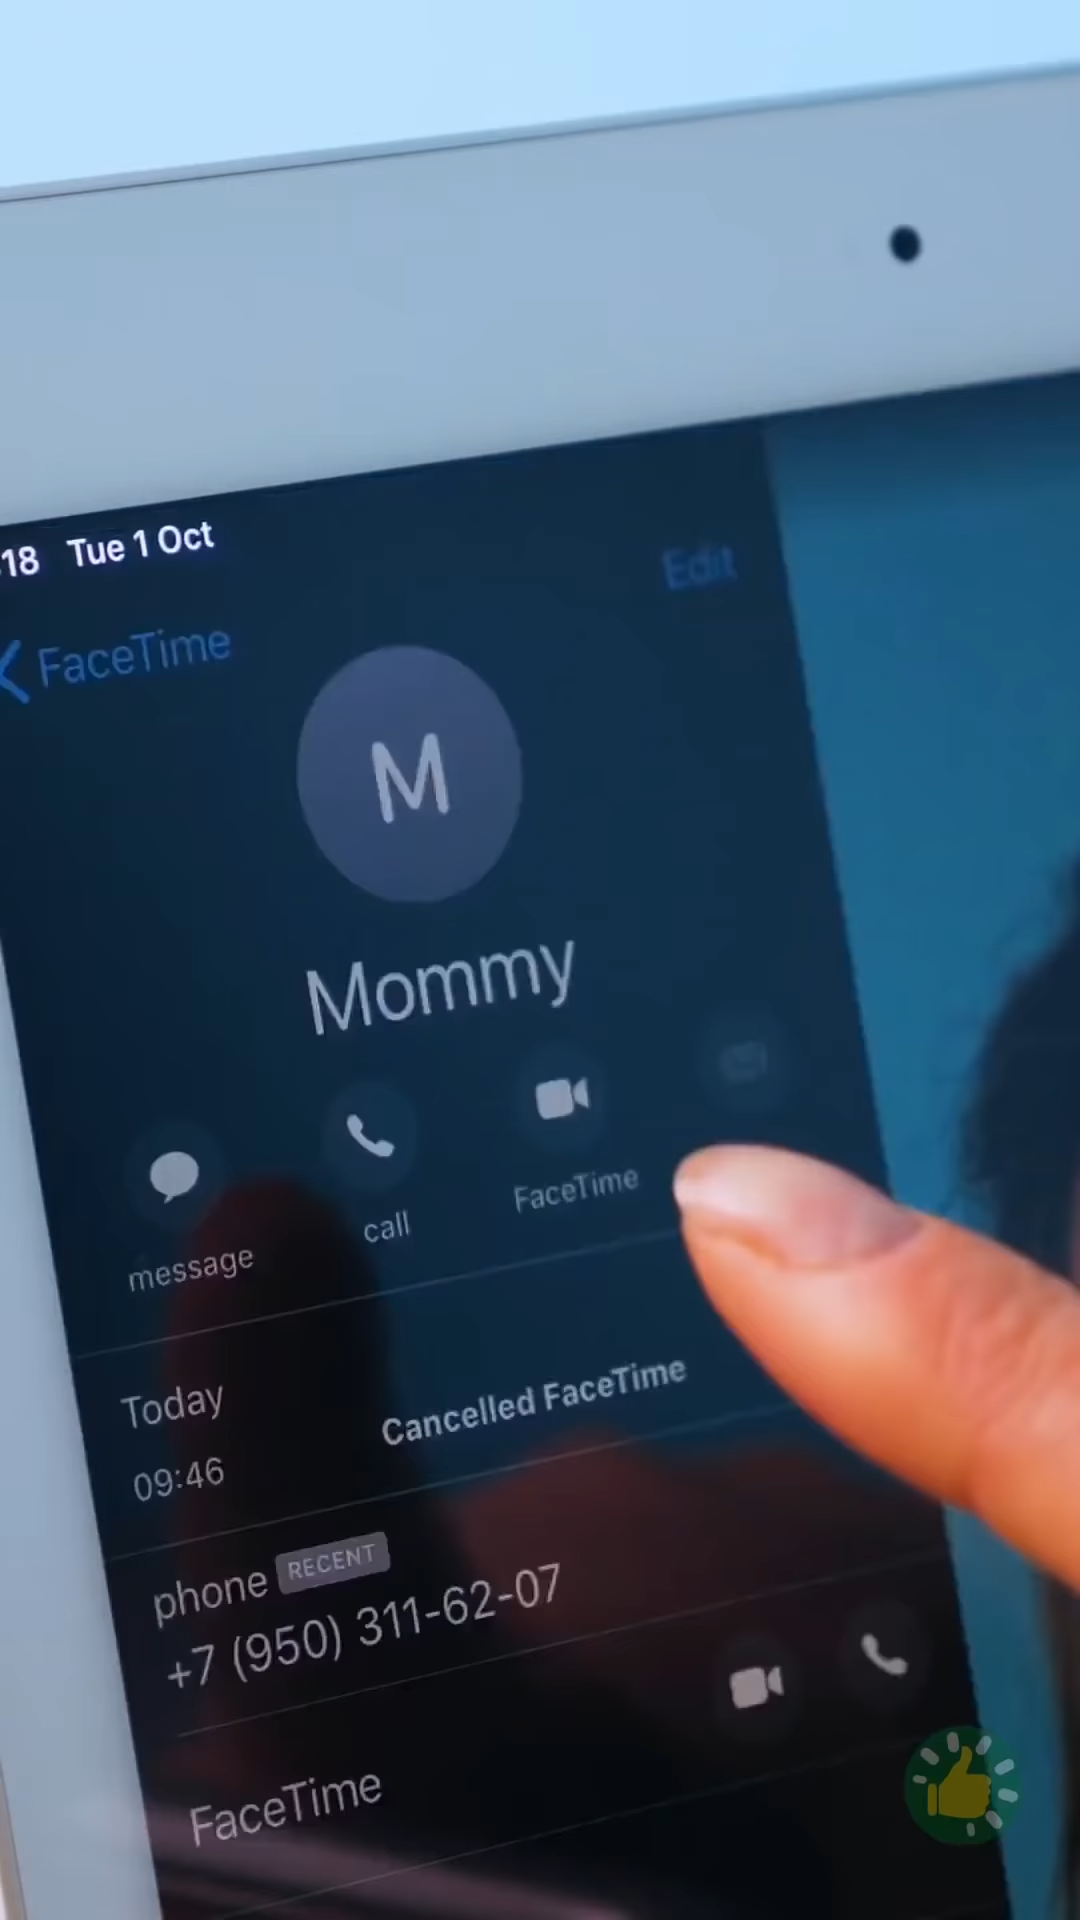 :18 Tue 1 Oct
Edit
FaceTime
M
Mommy
message
call
FaceTime
Today
Cancelled FaceTime
09:46
phone RECENT
+7 (950) 311-62-07
FaceTime